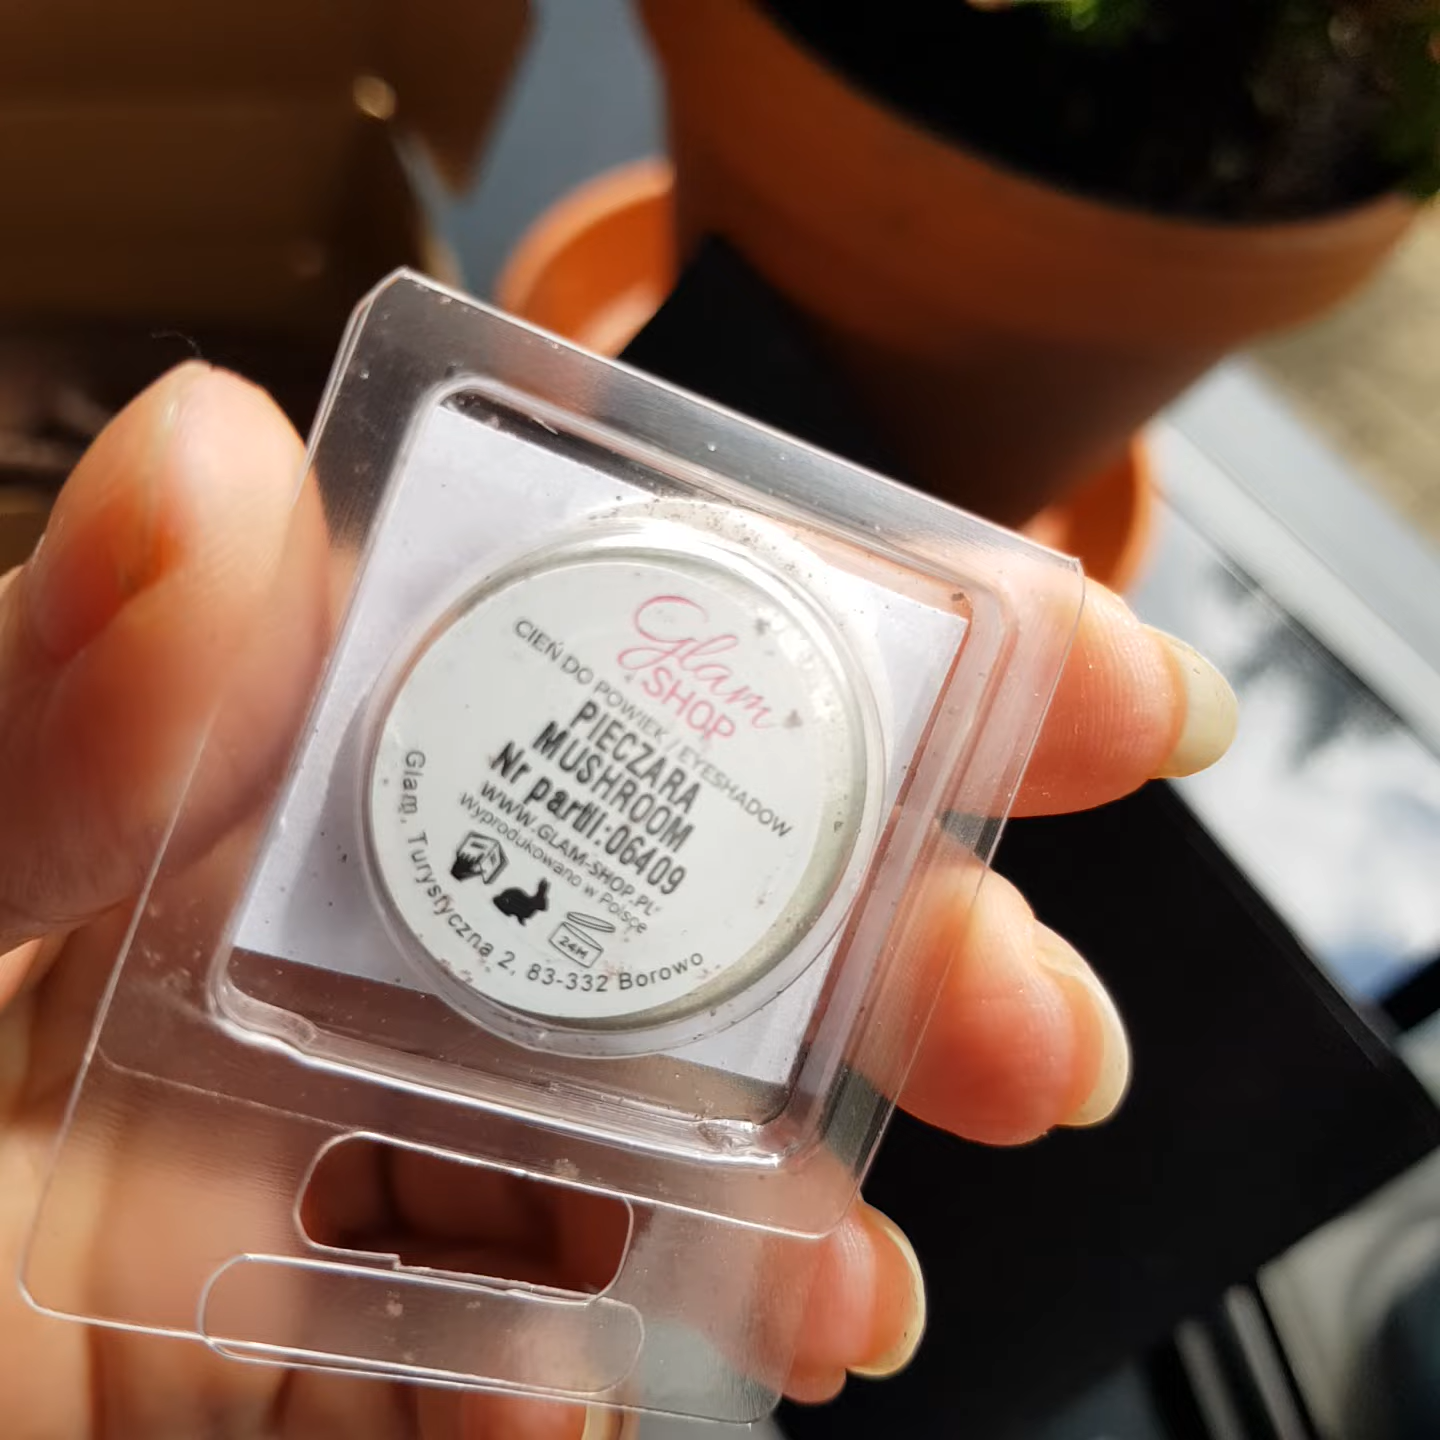 Glam
SHOP
CIEŃ DO POWIEK / EYESHADOW
PIECZARA
MUSHROOM
Nr partii:06409
WWW.GLAM-SHOP.PL
Wyprodukowano w Polsce
24M
Glam, Turystyczna 2, 83-332 Borowo